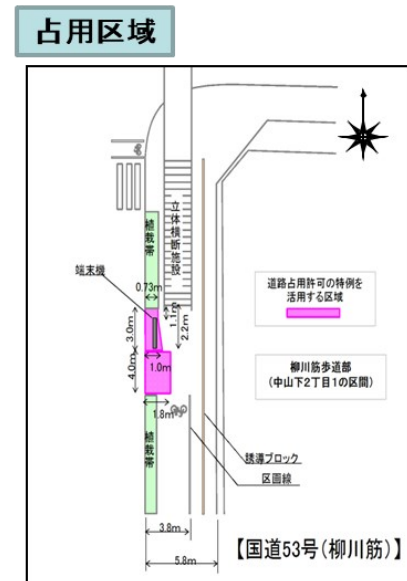 占用区域
立体横断施設
植栽帯
端末機
0.73m
1.1m
2.2m
3.0m
1.0m
4.0m
1.8m
植栽帯
道路占用許可の特例を
活用する区域
柳川筋歩道部
(中山下2丁目1の区間)
誘導ブロック
区画線
3.8m
5.8m
【国道53号(柳川筋)】